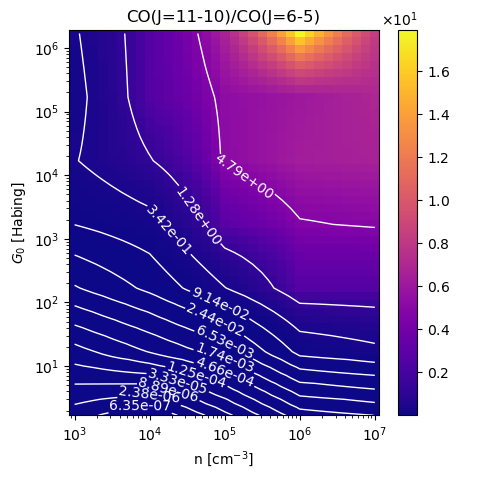 CO(J=11-10)/CO(J=6-5)
×10¹
10⁶
10⁵
10⁴
10³
10²
10¹
G₀ [Habing]
4.79e+00
1.28e+00
3.42e-01
9.14e-02
2.44e-02
6.53e-03
1.74e-03
4.66e-04
1.25e-04
3.33e-05
8.89e-06
2.38e-06
6.35e-07
10³ 10⁴ 10⁵ 10⁶ 10⁷
n [cm⁻³]
1.6
1.4
1.2
1.0
0.8
0.6
0.4
0.2